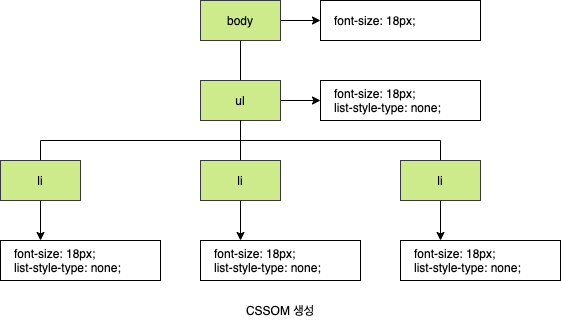 body
font-size: 18px;
ul
font-size: 18px;
list-style-type: none;
li
li
li
font-size: 18px;
list-style-type: none;
font-size: 18px;
list-style-type: none;
font-size: 18px;
list-style-type: none;
CSSOM 생성